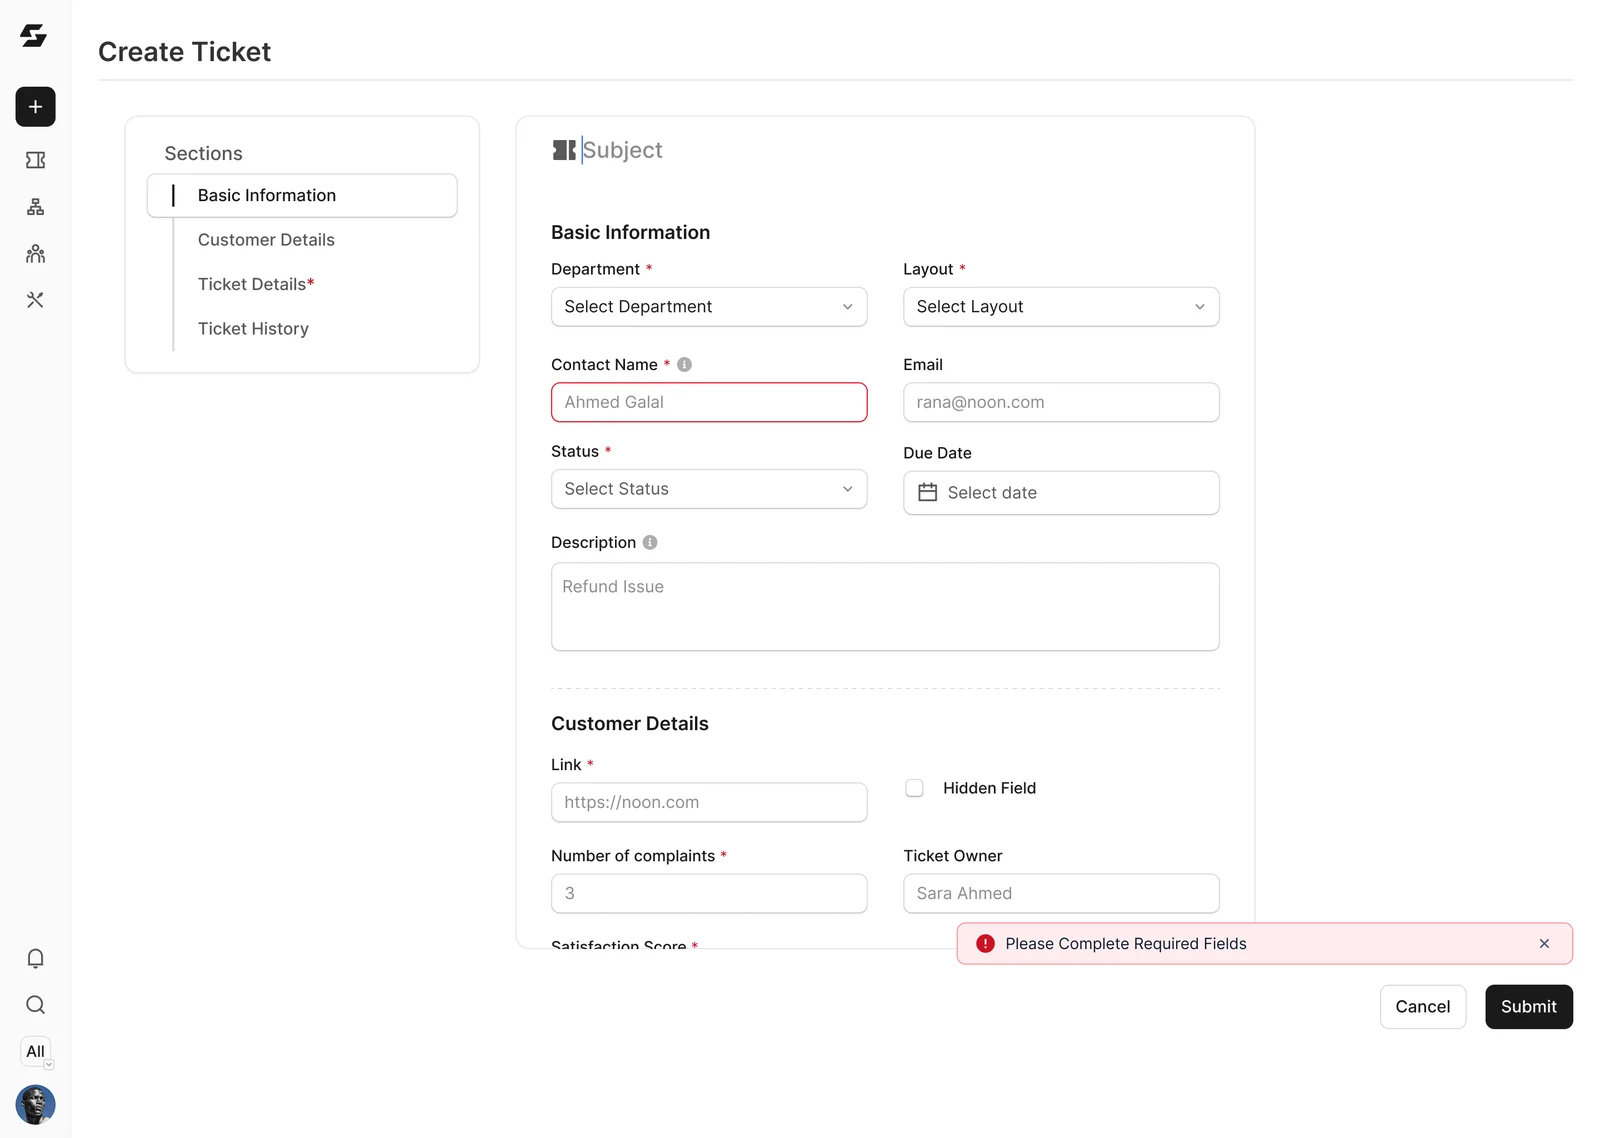 Create Ticket
Sections
Basic Information
Customer Details
Ticket Details*
Ticket History
Subject
Basic Information
Department *
Layout *
Select Department
Select Layout
Contact Name *
Email
Ahmed Galal
rana@noon.com
Status *
Due Date
Select Status
Select date
Description
Refund Issue
Customer Details
Link *
Hidden Field
https://noon.com
Number of complaints *
Ticket Owner
3
Sara Ahmed
Satisfaction Score *
Please Complete Required Fields
Cancel
Submit
All